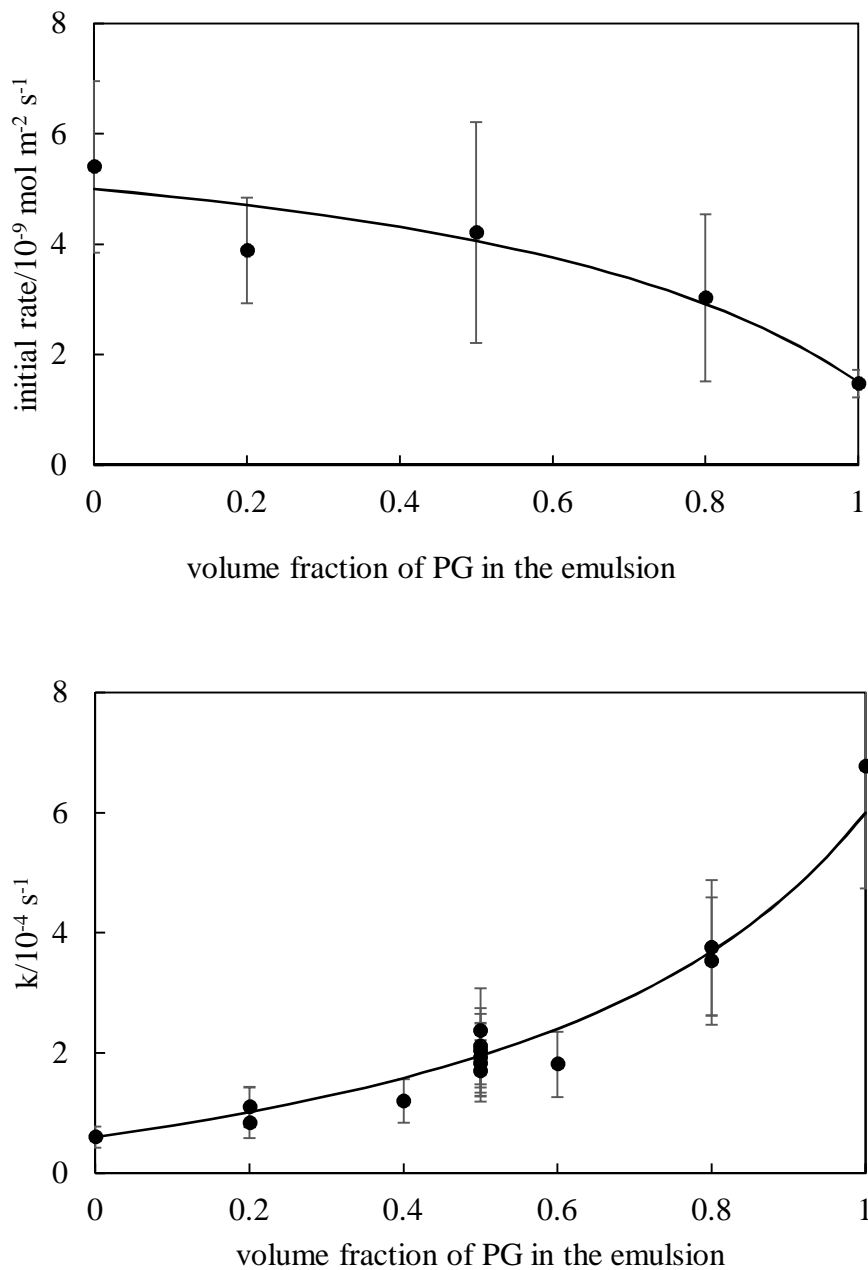 8
6
4
2
0
initial rate/10⁻⁹ mol m⁻² s⁻¹
0 0.2 0.4 0.6 0.8 1
volume fraction of PG in the emulsion
8
6
4
2
0
k/10⁻⁴ s⁻¹
0 0.2 0.4 0.6 0.8 1
volume fraction of PG in the emulsion